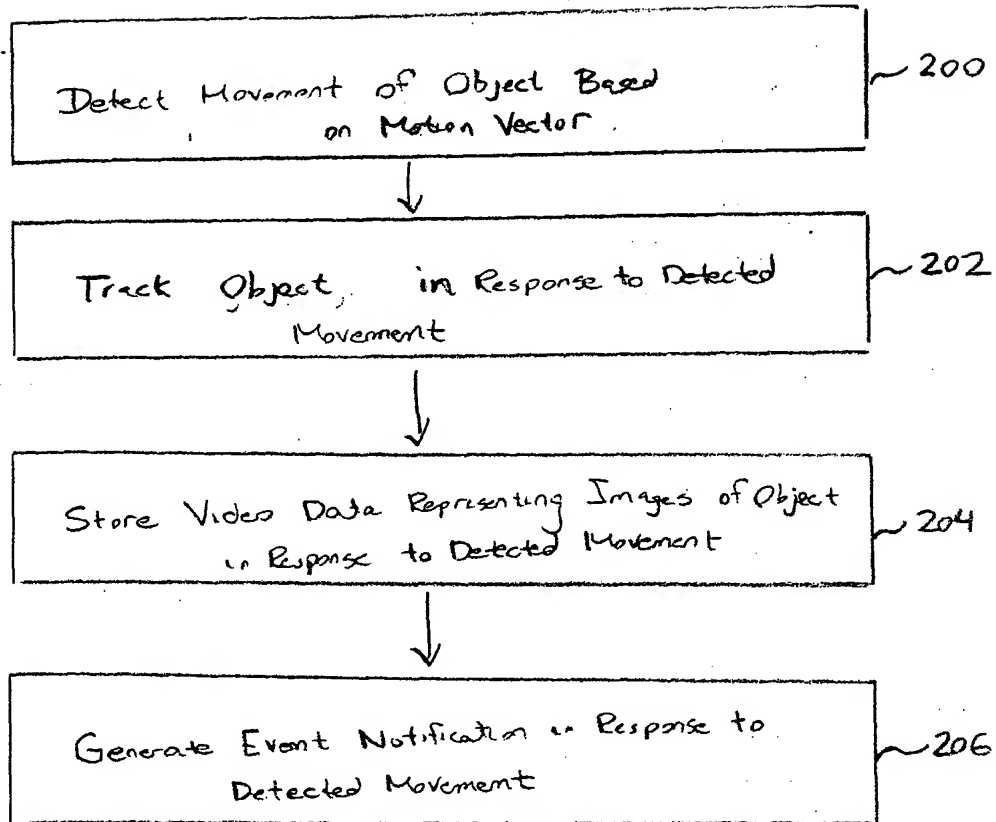 Detect Movement of Object Based
on Motion Vector.
200
Track Object, in Response to Detected
Movement
202
Store Video Data Representing Images of Object
in Response to Detected Movement
204
Generate Event Notification in Response to
Detected Movement
206